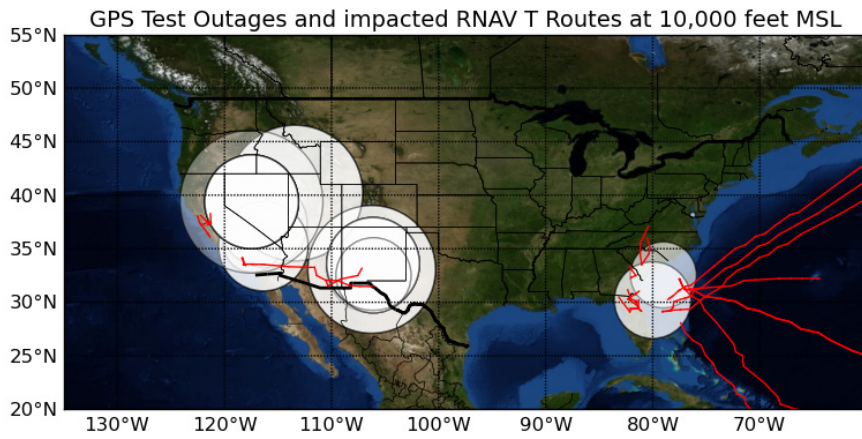 GPS Test Outages and impacted RNAV T Routes at 10,000 feet MSL
55°N
50°N
45°N
40°N
35°N
30°N
25°N
20°N
130°W 120°W 110°W 100°W 90°W 80°W 70°W